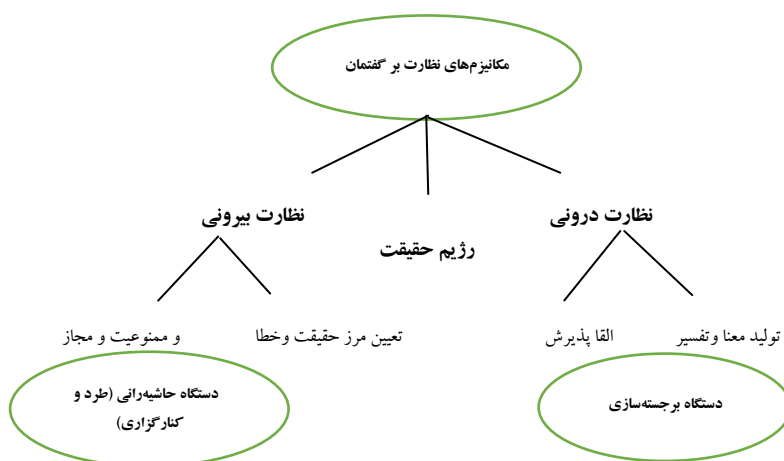 مکانیزم‌های نظارت بر گفتمان
نظارت درونی
نظارت بیرونی
رژیم حقیقت
تولید معنا وتفسیر
القا پذیرش
تعیین مرز حقیقت وخطا
و ممنوعیت و مجاز
دستگاه برجسته‌سازی
دستگاه حاشیه‌رانی (طرد و
کنارگزاری)